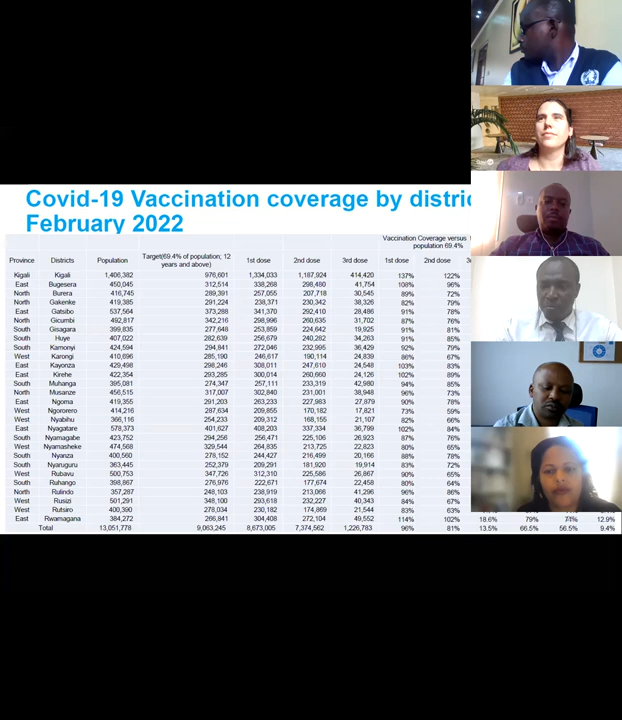 Covid-19 Vaccination coverage by distric
February 2022
Vaccination Coverage versus
population 69.4%
Province Districts Population Target(69.4% of population; 12 years and above) 1st dose 2nd dose 3rd dose 1st dose 2nd dose
Kigali Kigali 1,406,382 976,601 1,334,033 1,187,924 414,420 137% 122%
East Bugesera 450,045 312,514 338,268 298,480 41,754 108% 96%
North Burera 416,745 289,391 257,055 207,718 30,545 89% 72%
North Gakenke 419,385 291,224 238,371 230,342 38,326 82% 79%
East Gatsibo 537,564 373,288 341,370 292,410 28,486 91% 78%
North Gicumbi 492,817 342,216 298,996 260,635 31,702 87% 76%
South Gisagara 399,835 277,648 253,859 224,642 19,925 91% 81%
South Huye 407,022 282,639 256,679 240,282 34,263 91% 85%
South Kamonyi 424,594 294,841 272,046 232,995 36,429 92% 79%
West Karongi 410,696 285,190 246,617 190,114 24,839 86% 67%
East Kayonza 429,498 298,246 308,011 247,610 24,548 103% 83%
East Kirehe 422,354 293,285 300,014 260,660 24,126 102% 89%
South Muhanga 395,081 274,347 257,111 233,319 42,980 94% 85%
North Musanze 456,515 317,007 302,840 231,001 38,948 96% 73%
East Ngoma 419,355 291,203 263,233 227,983 27,879 90% 78%
West Ngororero 414,216 287,634 209,855 170,182 17,821 73% 59%
West Nyabihu 366,116 254,233 209,312 168,155 21,107 82% 66%
East Nyagatare 578,373 401,627 408,203 337,334 36,799 102% 84%
South Nyamagabe 423,752 294,256 256,471 225,106 26,923 87% 76%
West Nyamasheke 474,568 329,544 264,835 213,725 22,823 80% 65%
South Nyanza 400,560 278,152 244,427 216,499 20,166 88% 78%
South Nyaruguru 363,445 252,379 209,291 181,920 19,914 83% 72%
West Rubavu 500,753 347,726 312,310 225,586 26,867 90% 65%
South Ruhango 398,867 276,976 222,671 177,674 22,458 80% 64%
North Rulindo 357,287 248,103 238,919 213,066 41,296 96% 86%
West Rusizi 501,291 348,100 293,618 232,227 40,343 84% 67%
West Rutsiro 400,390 278,034 230,182 174,869 21,544 83% 63%
East Rwamagana 384,272 266,841 304,408 272,104 49,552 114% 102% 18.6% 79% 71% 12.9%
Total 13,051,778 9,063,245 8,673,005 7,374,562 1,226,783 96% 81% 13.5% 66.5% 56.5% 9.4%